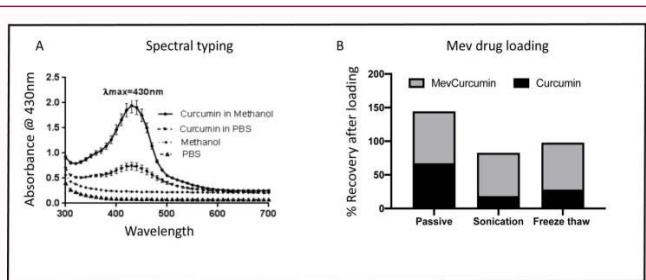 A
Spectral typing
λmax=430nm
Absorbance @ 430nm
2.5
2.0
1.5
1.0
0.5
0.0
300
400
500
600
700
Wavelength
Curcumin in Methanol
Curcumin in PBS
Methanol
PBS
B
Mev drug loading
% Recovery after loading
200
150
100
50
0
MevCurcumin
Curcumin
Passive
Sonication
Freeze thaw